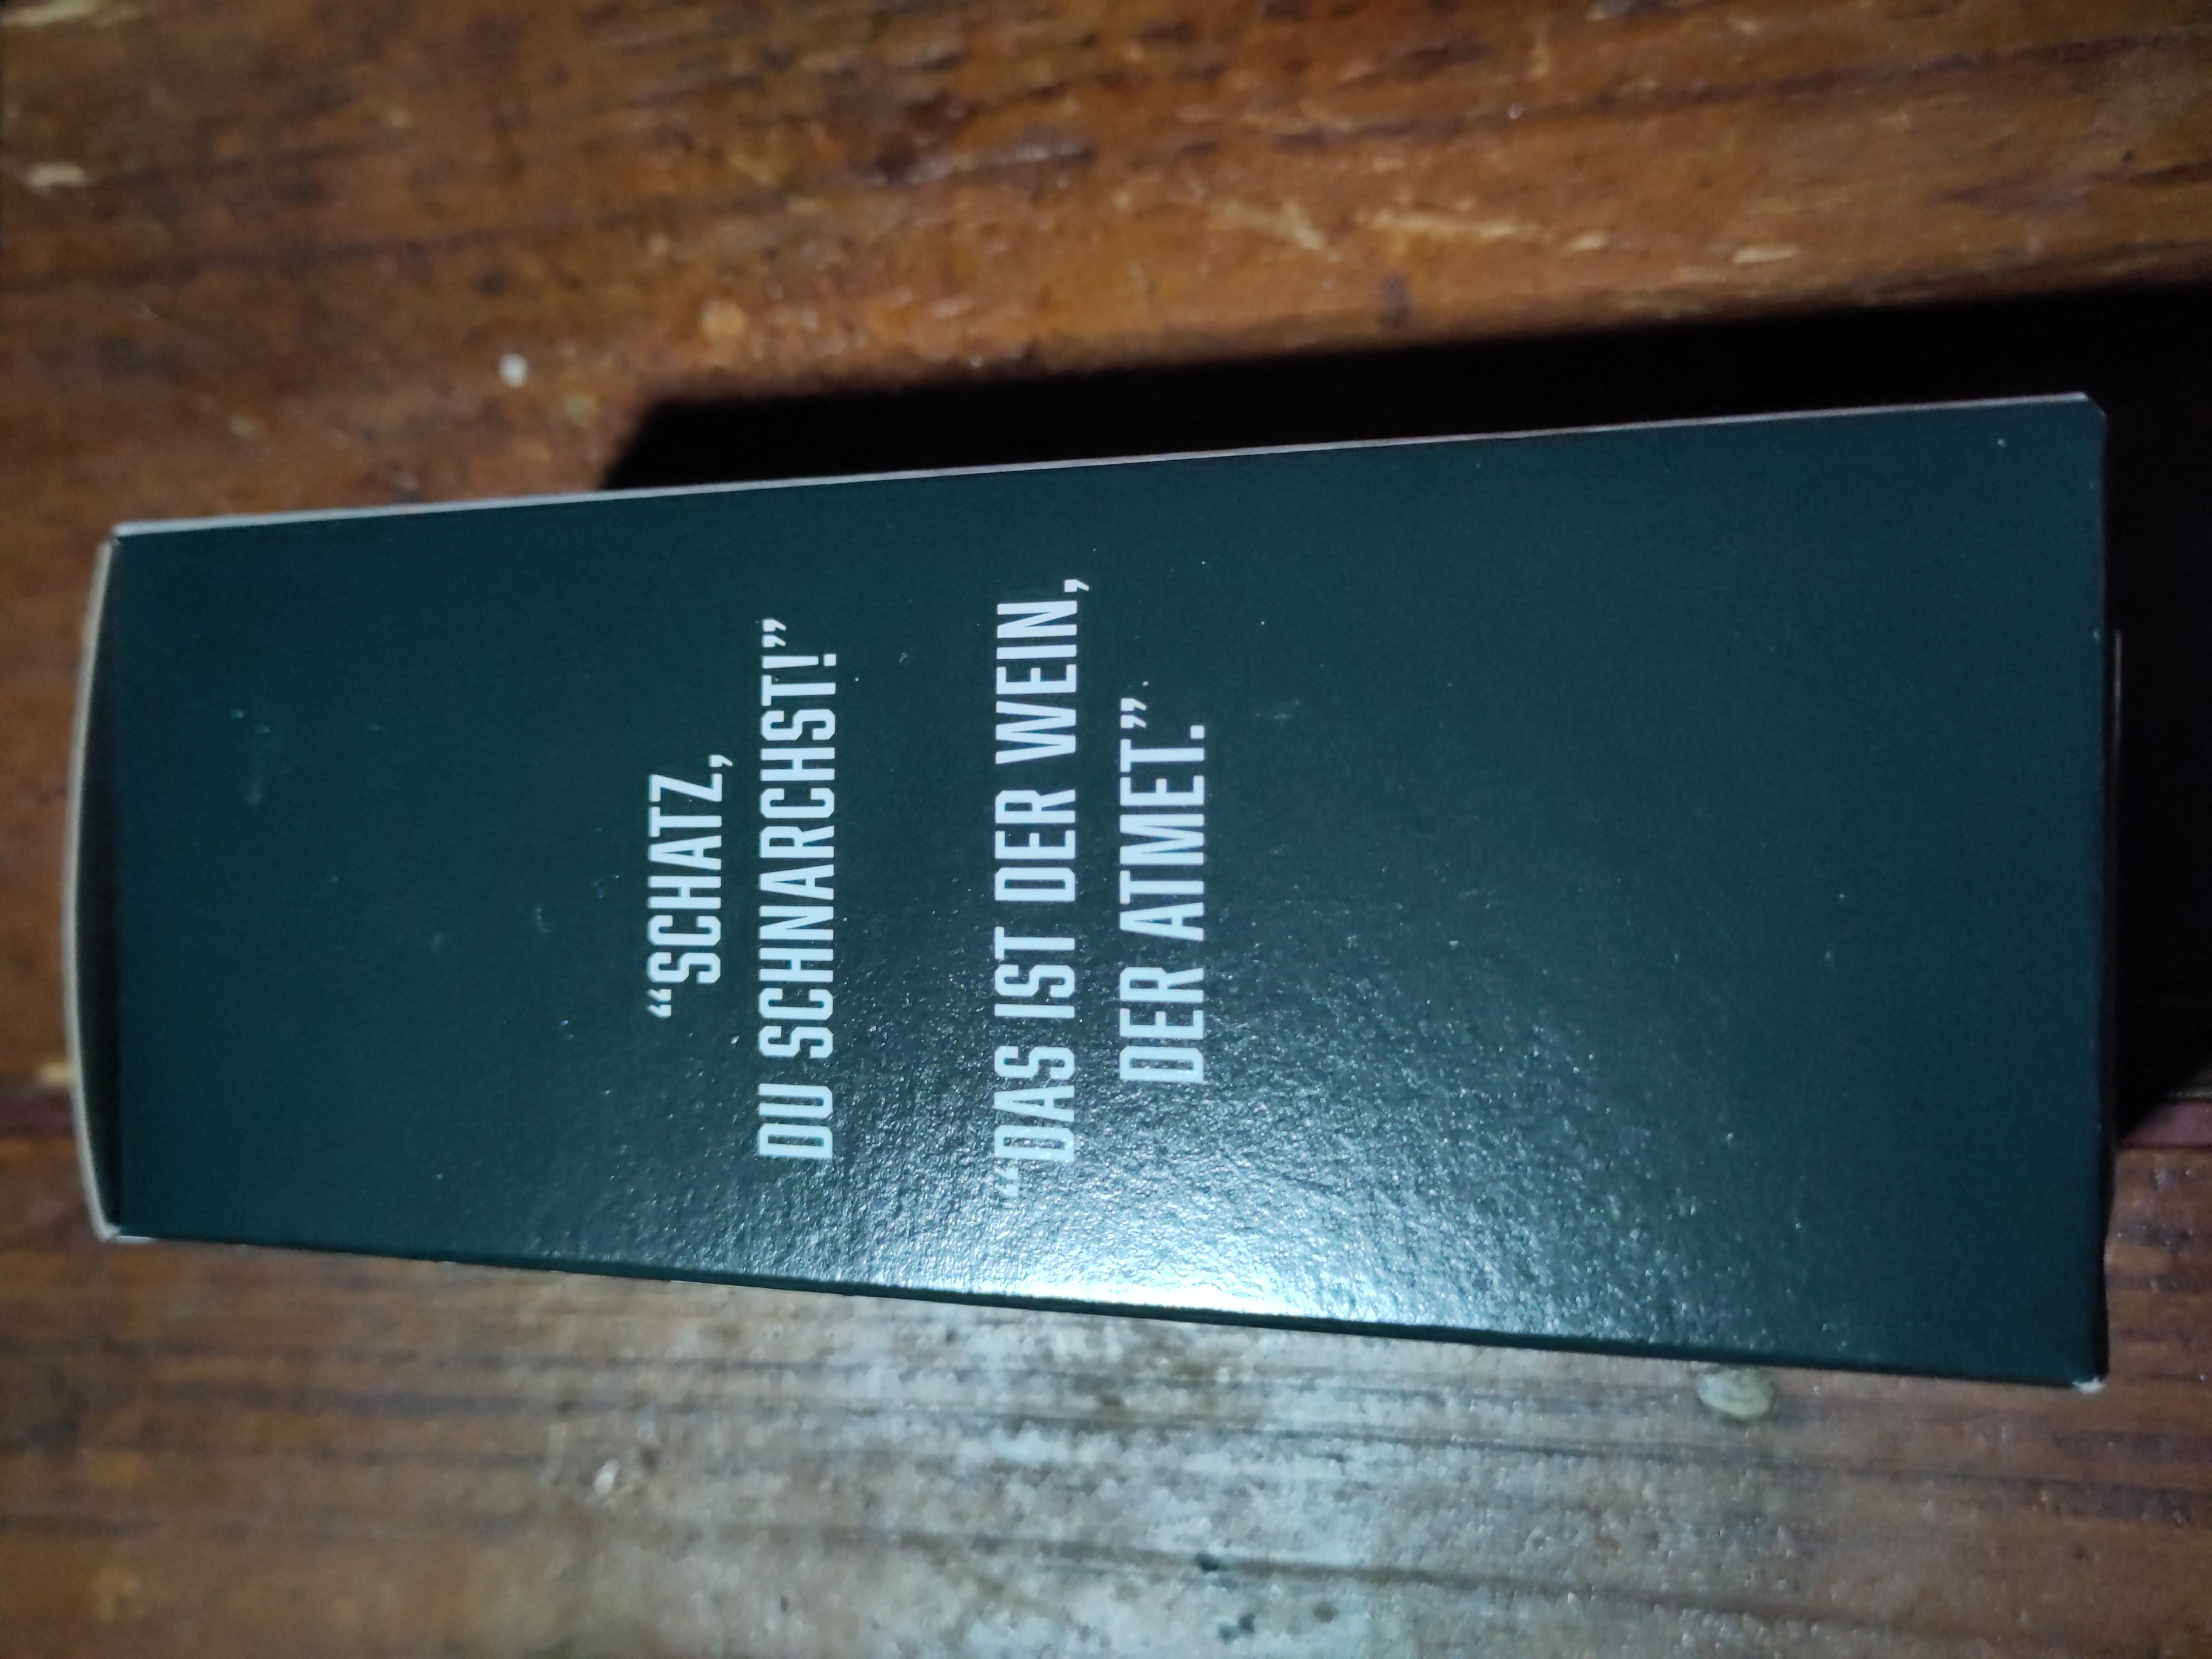 “SCHATZ,
DU SCHNARCHST!”
“DAS IST DER WEIN,
DER ATMET.”